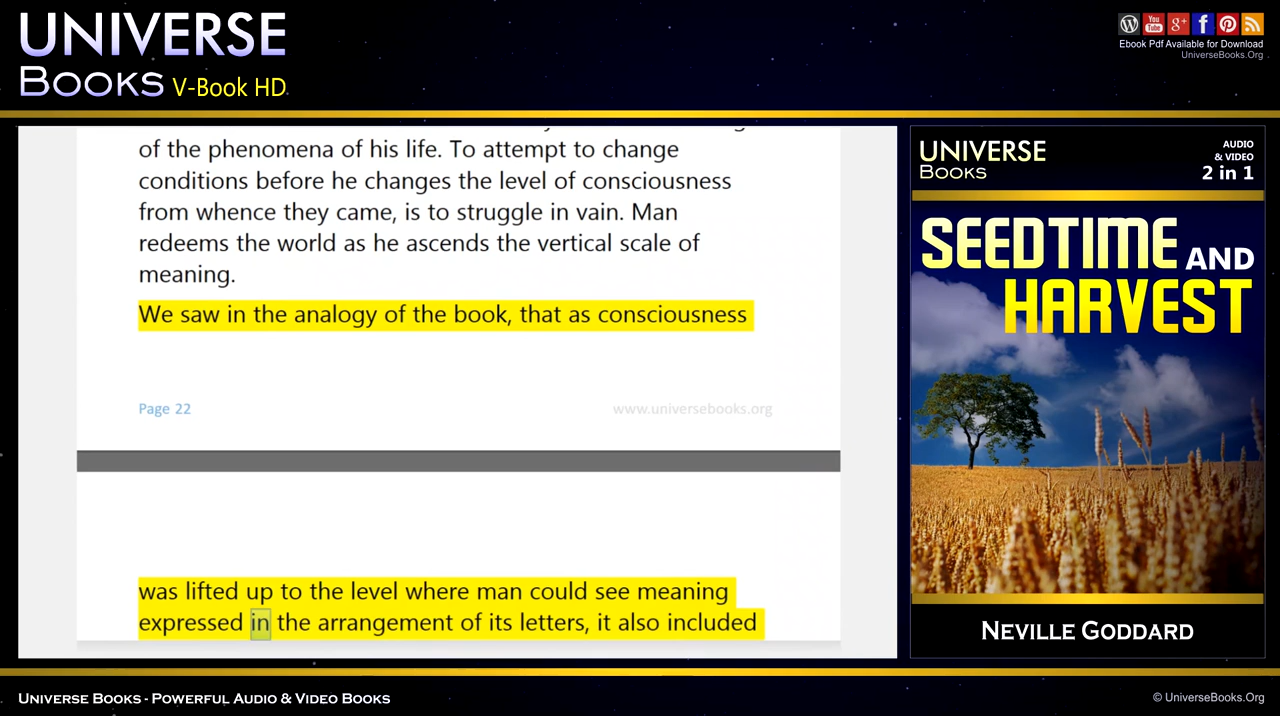 UNIVERSE
BOOKS V-Book HD
Ebook Pdf Available for Download
UniverseBooks.Org
of the phenomena of his life. To attempt to change
conditions before he changes the level of consciousness
from whence they came, is to struggle in vain. Man
redeems the world as he ascends the vertical scale of
meaning.
We saw in the analogy of the book, that as consciousness
Page 22
www.universebooks.org
was lifted up to the level where man could see meaning
expressed in the arrangement of its letters, it also included
UNIVERSE
BOOKS
AUDIO
& VIDEO
2 in 1
SEEDTIME AND
HARVEST
NEVILLE GODDARD
UNIVERSE BOOKS - POWERFUL AUDIO & VIDEO BOOKS
© UniverseBooks.Org